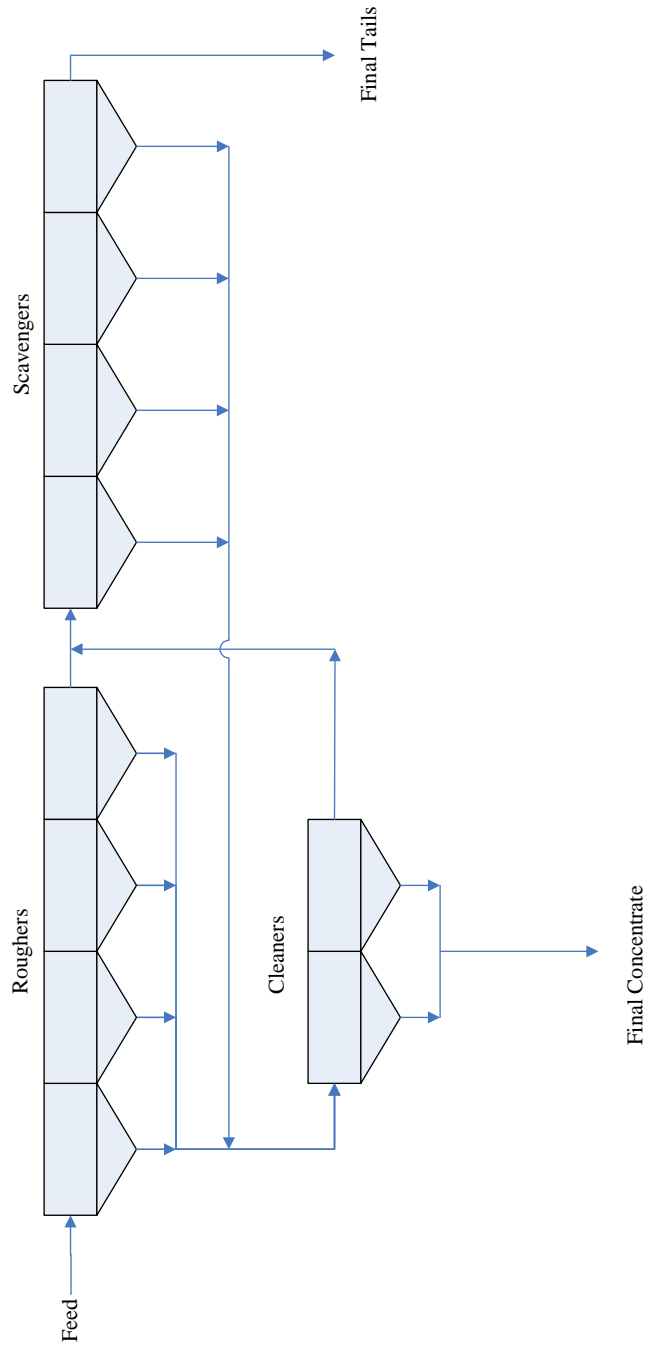 Feed
Roughers
Scavengers
Final Tails
Cleaners
Final Concentrate